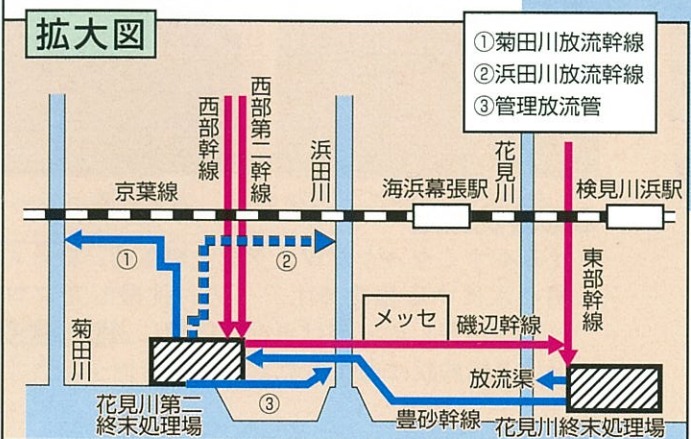 拡大図
①菊田川放流幹線
②浜田川放流幹線
③管理放流管
西部幹線
西部第二幹線
浜田川
花見川
京葉線
海浜幕張駅
検見川浜駅
①
②
東部幹線
メッセ
磯辺幹線
菊田川
放流渠
花見川第二
終末処理場
③
豊砂幹線
花見川終末処理場